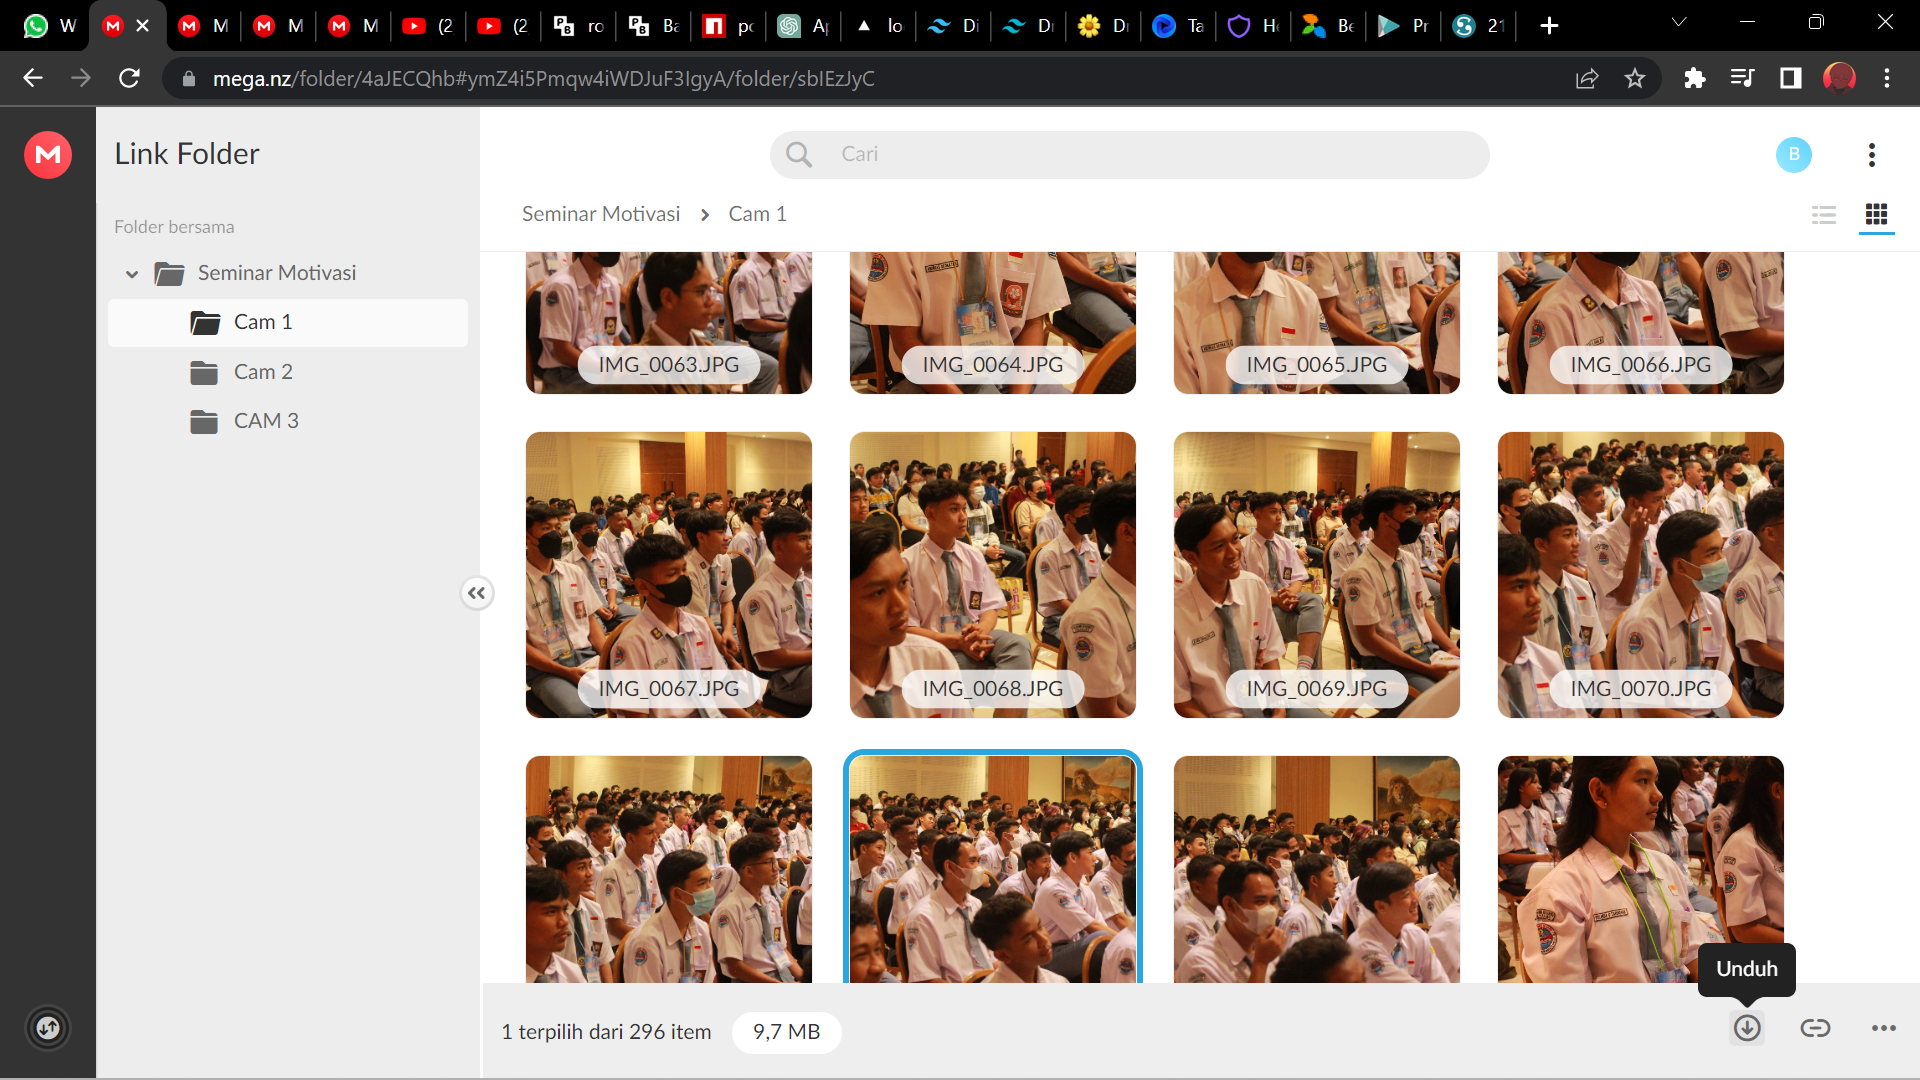 W
M
M
M
(2
(2
ro
Ba
pc
A
lo
Di
D
D
Ta
H
Be
Pr
21
mega.nz/folder/4aJECQhb#ymZ4i5Pmqw4iWDJuF3IgyA/folder/sbIEzJyC
Link Folder
Cari
B
Folder bersama
Seminar Motivasi
Cam 1
Cam 2
CAM 3
Seminar Motivasi > Cam 1
IMG_0063.JPG
IMG_0064.JPG
IMG_0065.JPG
IMG_0066.JPG
IMG_0067.JPG
IMG_0068.JPG
IMG_0069.JPG
IMG_0070.JPG
Unduh
1 terpilih dari 296 item
9,7 MB